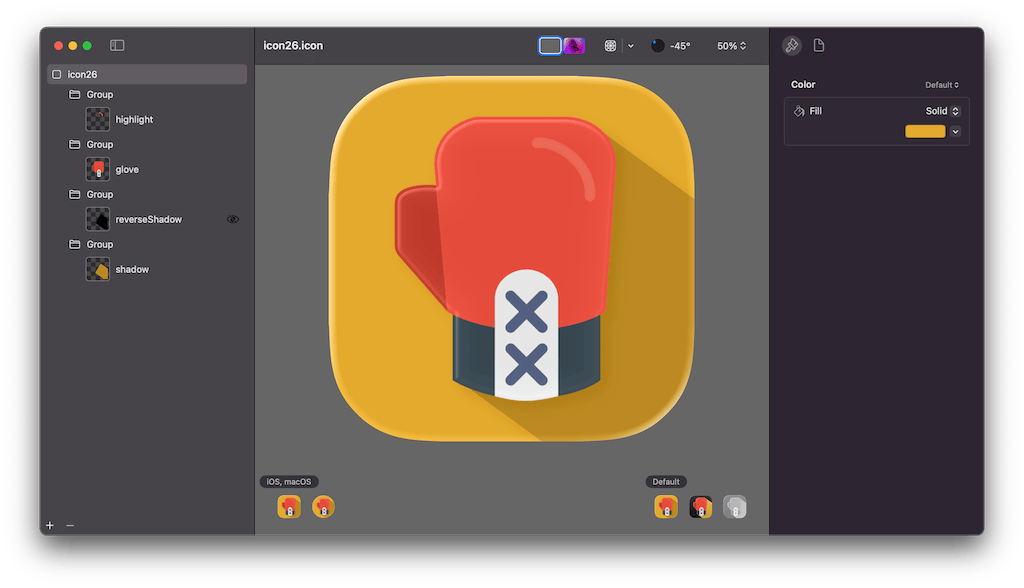 icon26.icon
-45°
50%
icon26
Group
highlight
Group
glove
Group
reverseShadow
Group
shadow
iOS, macOS
Default
Color
Default
Fill
Solid